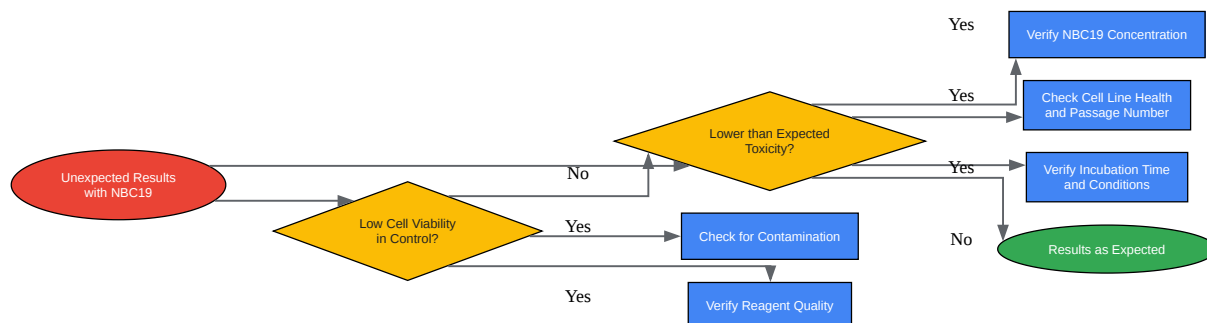 Unexpected Results
with NBC19
Low Cell Viability
in Control?
No
Yes
Yes
Lower than Expected
Toxicity?
Yes
Yes
Yes
No
Check for Contamination
Verify Reagent Quality
Verify NBC19 Concentration
Check Cell Line Health
and Passage Number
Verify Incubation Time
and Conditions
Results as Expected